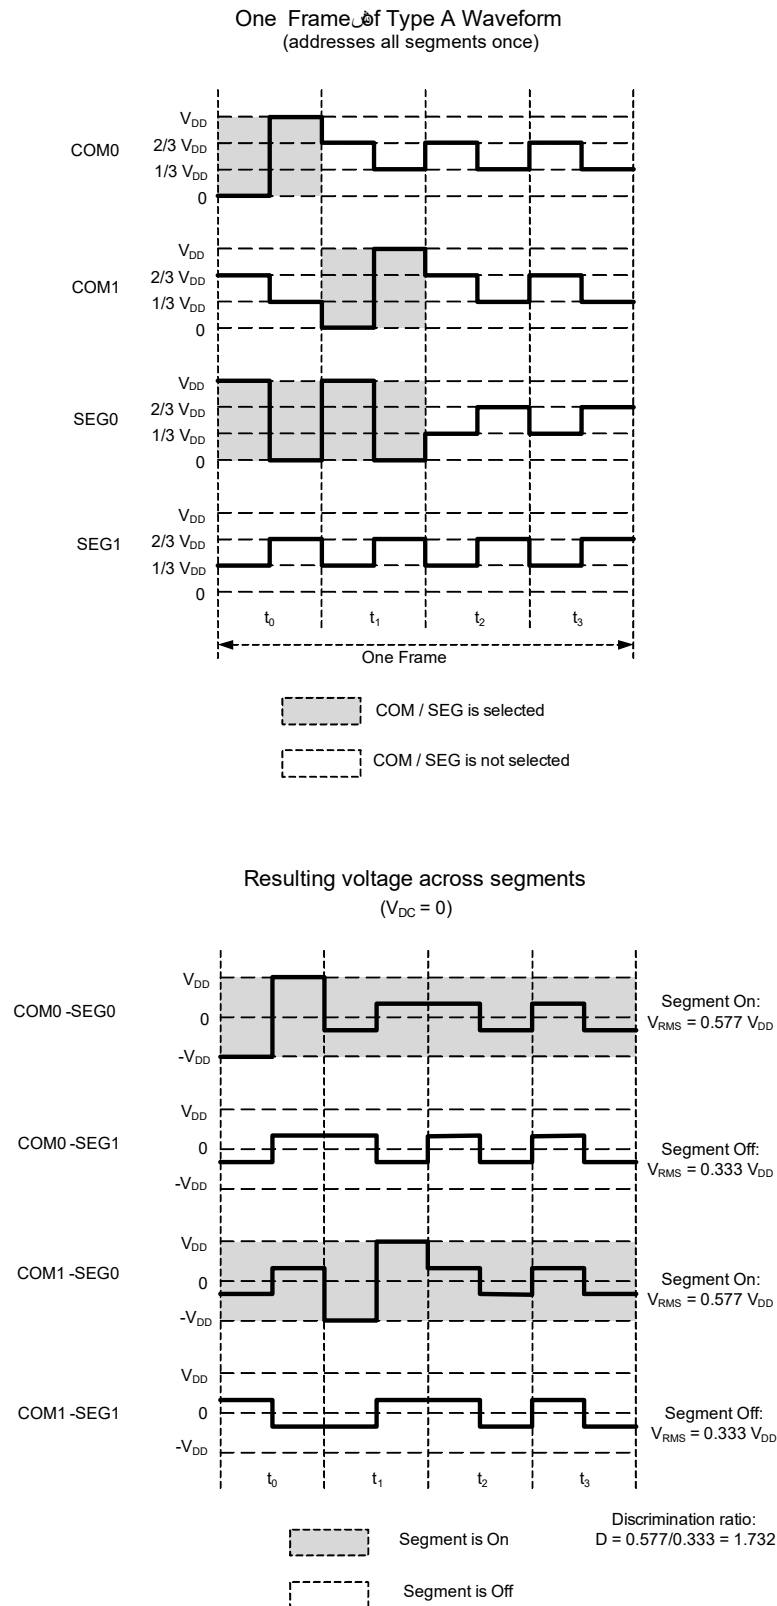 One Frame of Type A Waveform
(addresses all segments once)
COM0
VDD
2/3 VDD
1/3 VDD
0
COM1
VDD
2/3 VDD
1/3 VDD
0
SEG0
VDD
2/3 VDD
1/3 VDD
0
SEG1
VDD
2/3 VDD
1/3 VDD
0
t0 t1 t2 t3
One Frame
COM / SEG is selected
COM / SEG is not selected
Resulting voltage across segments
(VDC = 0)
COM0 -SEG0
VDD
0
-VDD
Segment On:
VRMS = 0.577 VDD
COM0 -SEG1
VDD
0
-VDD
Segment Off:
VRMS = 0.333 VDD
COM1 -SEG0
VDD
0
-VDD
Segment On:
VRMS = 0.577 VDD
COM1 -SEG1
VDD
0
-VDD
Segment Off:
VRMS = 0.333 VDD
t0 t1 t2 t3
Segment is On
Discrimination ratio:
D = 0.577/0.333 = 1.732
Segment is Off